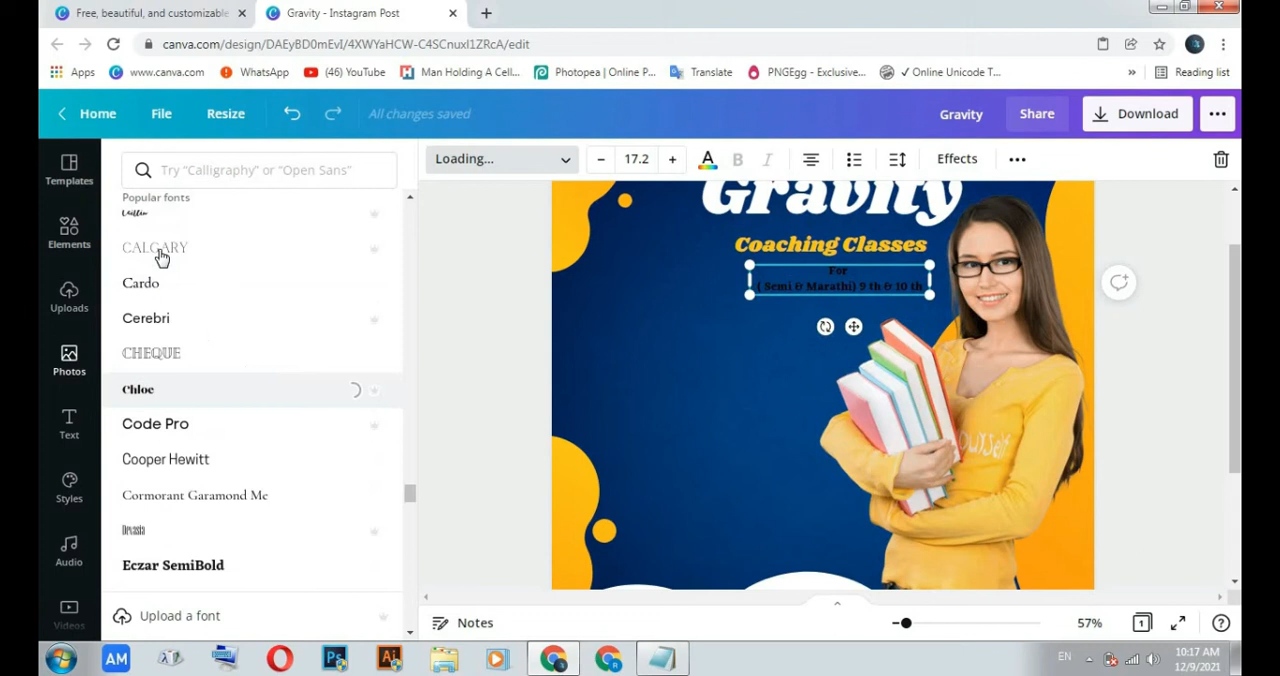 Free, beautiful, and customizable
Gravity - Instagram Post
canva.com/design/DAEyBD0mEvI/4XWYaHCW-C4SCnuxl1ZRcA/edit
Apps
www.canva.com
WhatsApp
(46) YouTube
Man Holding A Cell...
Photopea | Online P...
Translate
PNGEgg - Exclusive...
✓ Online Unicode T...
»
Reading list
Home
File
Resize
All changes saved
Gravity
Share
Download
Templates
Elements
Uploads
Photos
Text
Styles
Audio
Videos
Try "Calligraphy" or "Open Sans"
Popular fonts
CALGARY
Cardo
Cerebri
CHEQUE
Chloe
Code Pro
Cooper Hewitt
Cormorant Garamond Me
Eczar SemiBold
Upload a font
Loading...
17.2
A
B
I
Effects
Gravity
Coaching Classes
For
( Semi & Marathi) 9 th & 10 th
Notes
57%
1
AM
Ps
Ai
EN
10:17 AM
12/9/2021